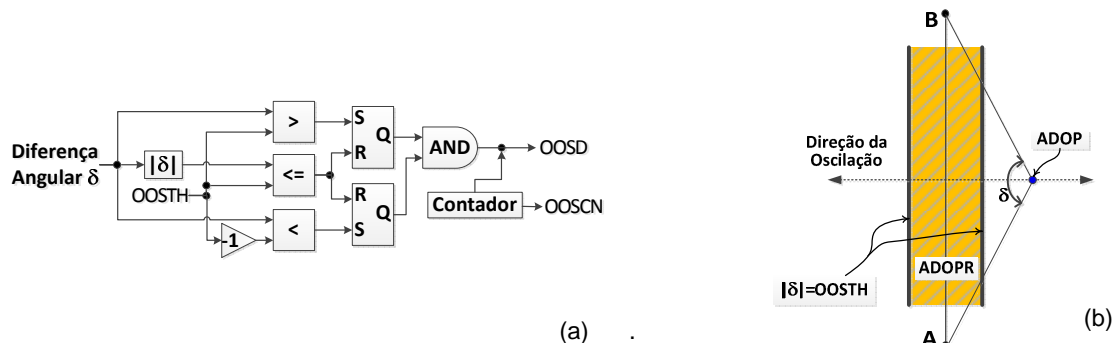 Diferença
Angular δ
|δ|
OOSTH
>
<=
<
-1
S
Q
R
R
Q
S
AND
OOSD
Contador
OOSCN
(a)
.
B
Direção da
Oscilação
ADOP
δ
ADOPR
|δ|=OOSTH
A
(b)